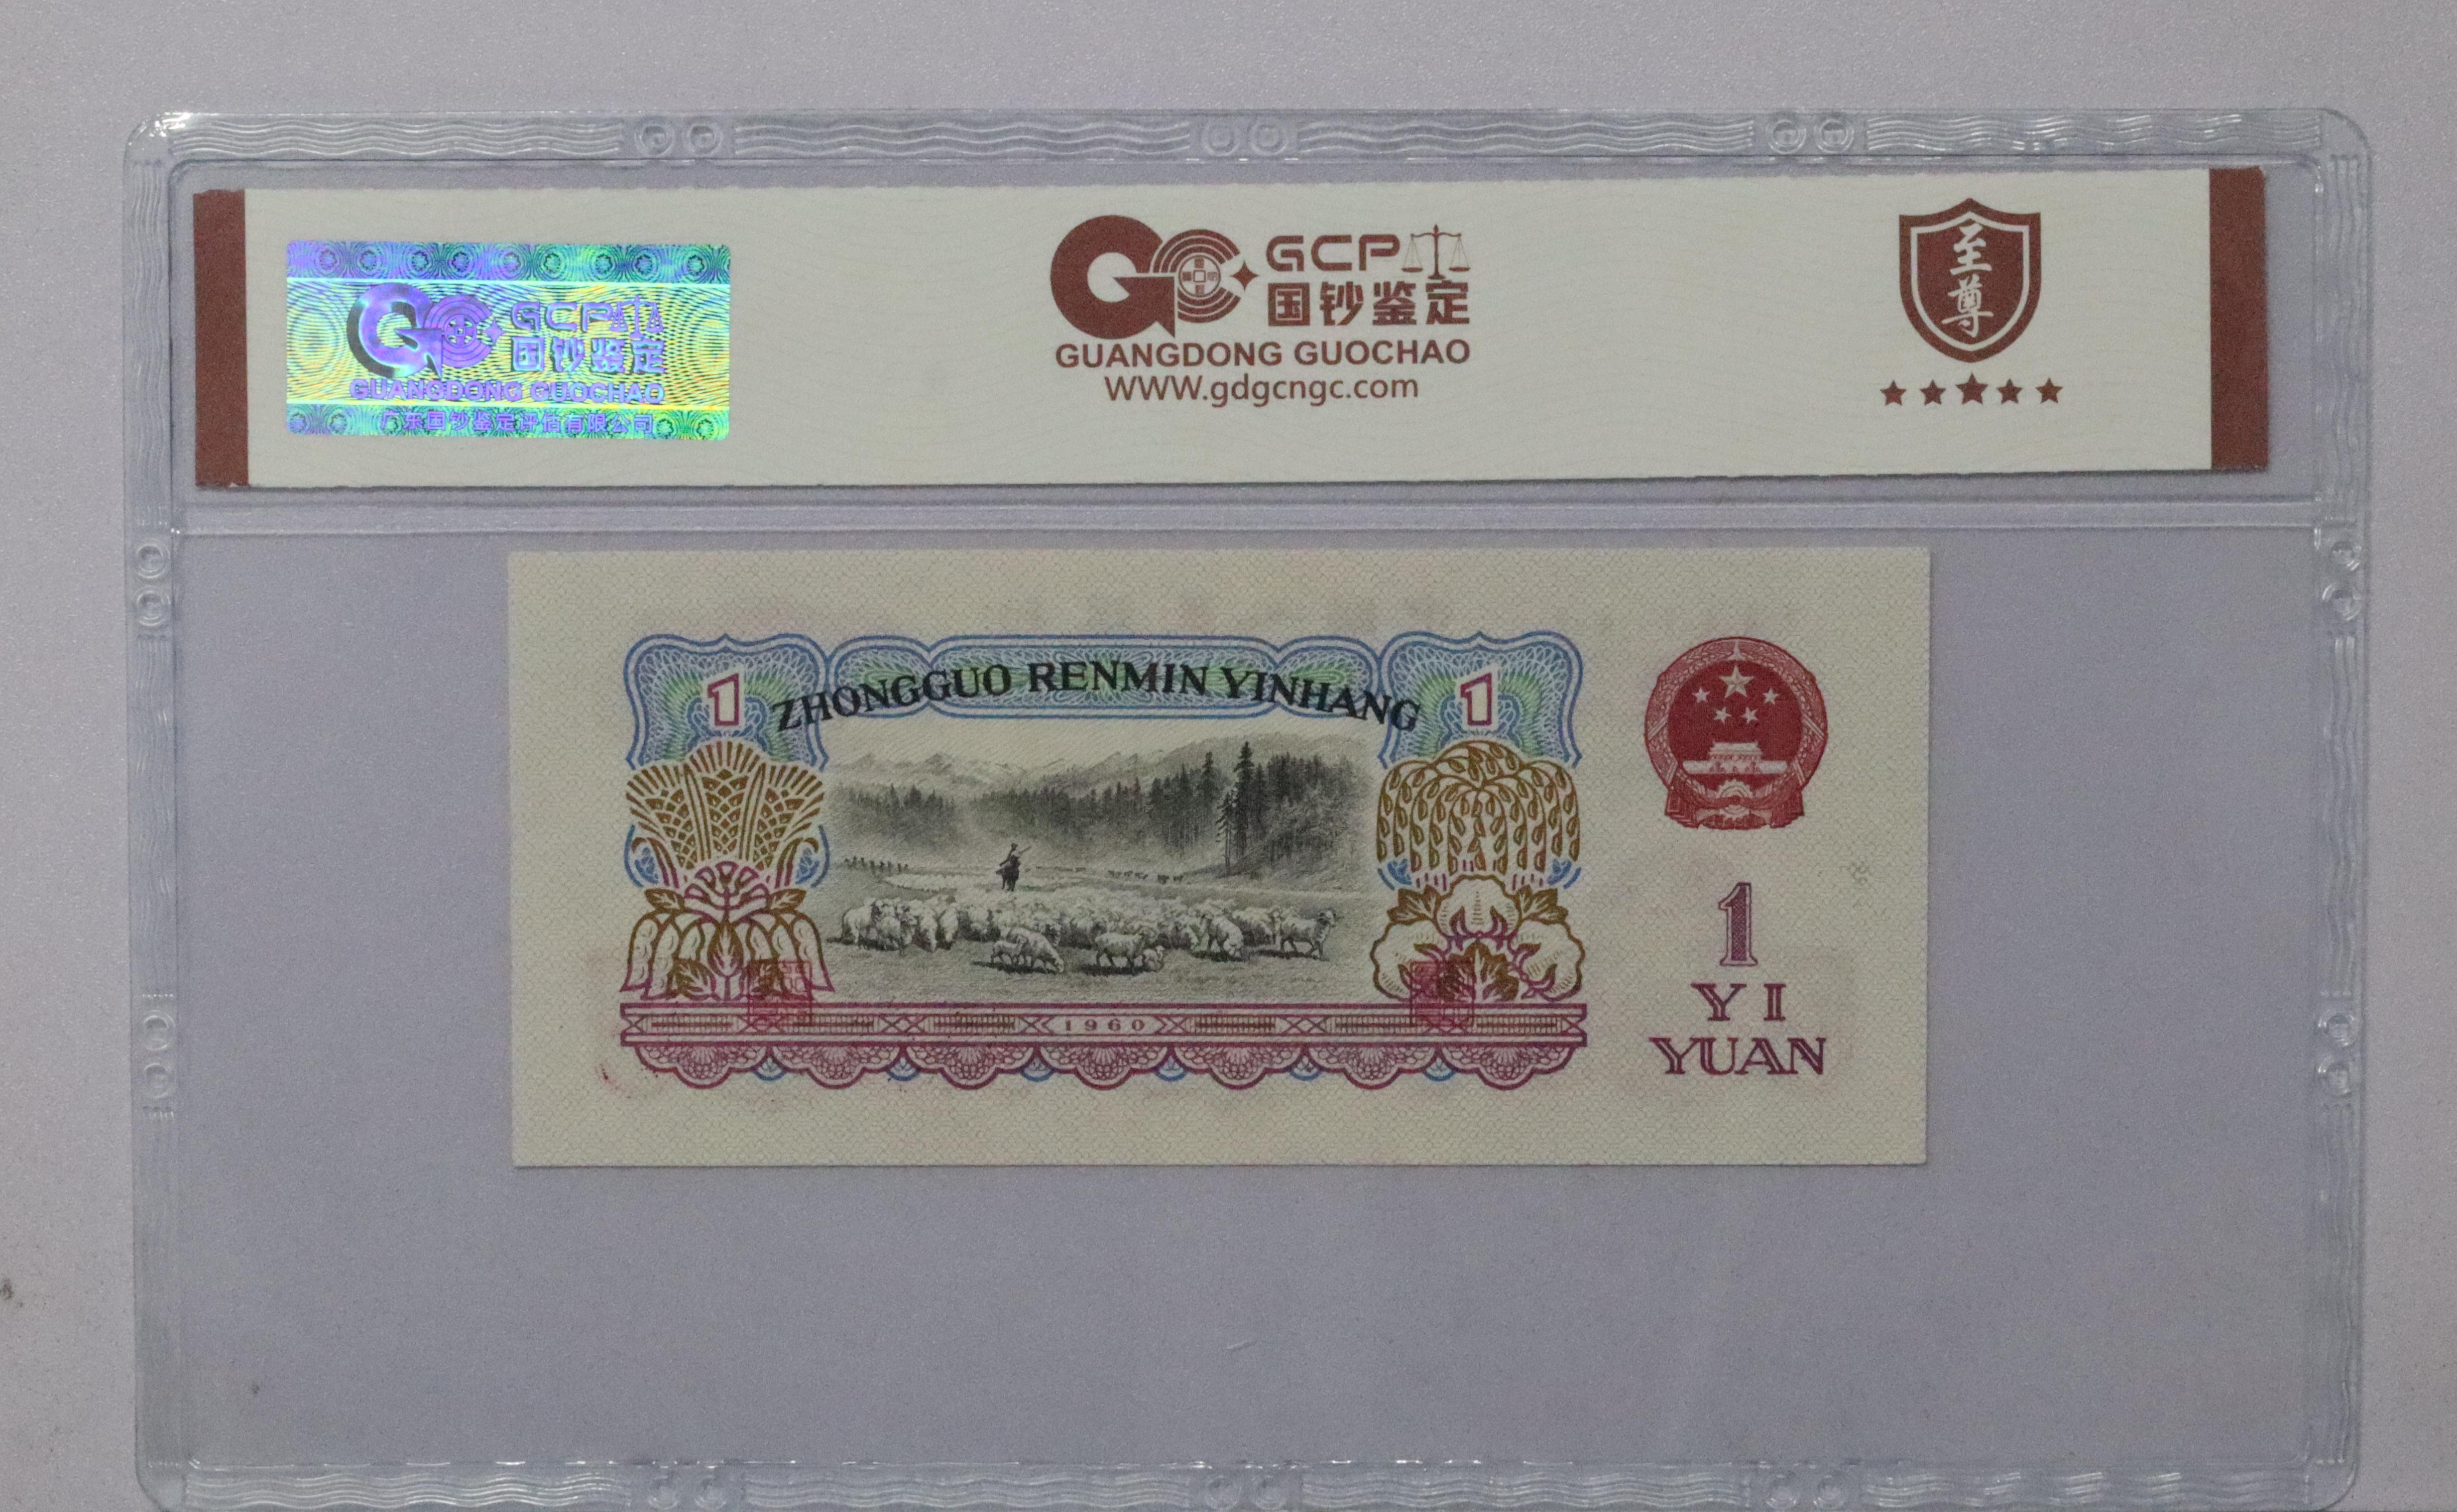 GCP
国钞鉴定
GUANGDONG GUOCHAO
广东国钞鉴定评估有限公司
GCP
国钞鉴定
GUANGDONG GUOCHAO
WWW.gdgcngc.com
至
尊
1
ZHONGGUO RENMIN YINHANG
1
1960
1
YI
YUAN